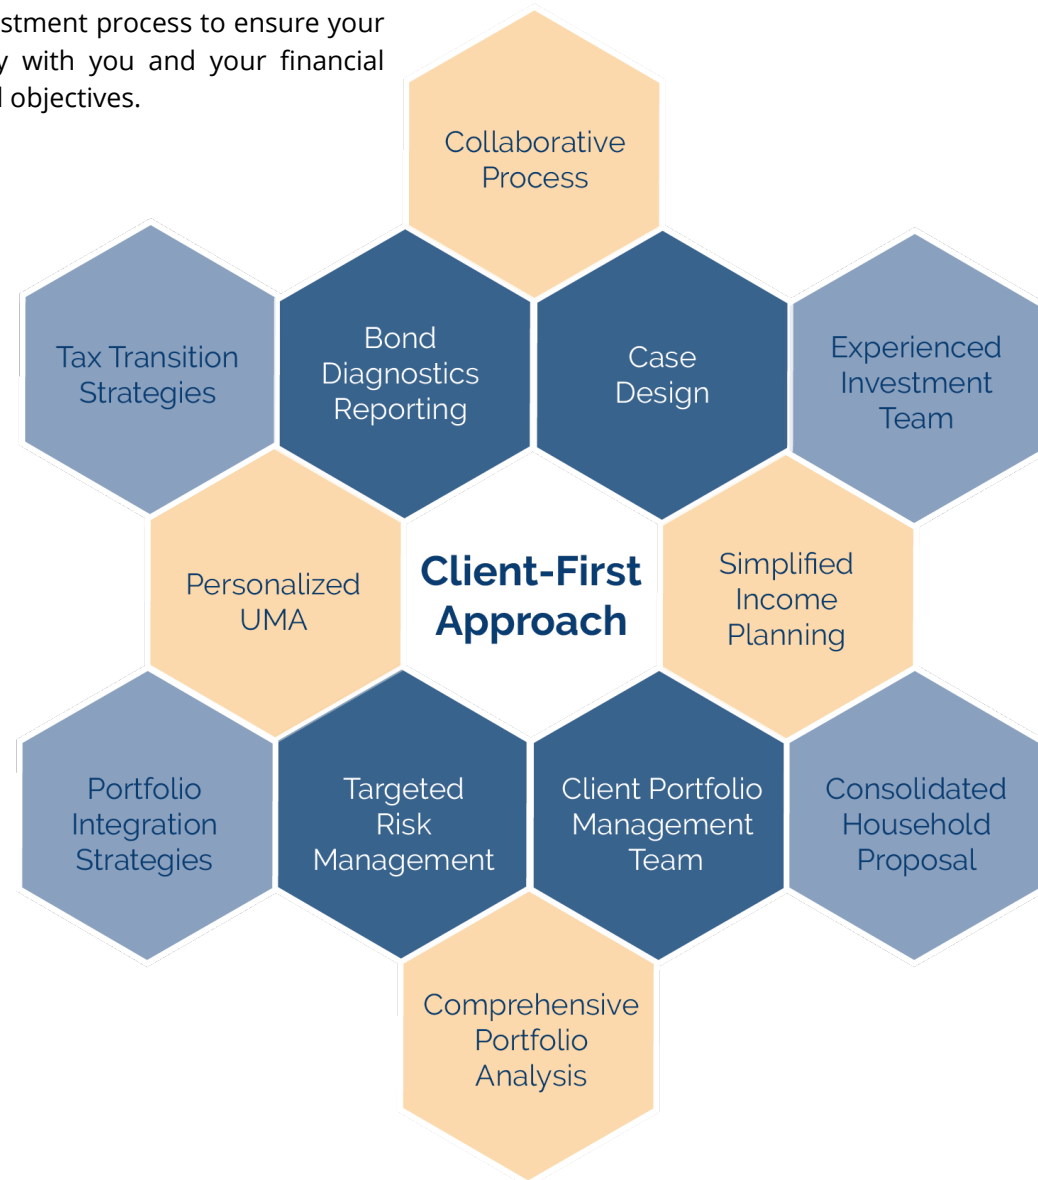 process to ensure your
with you and your financial
objectives.
Collaborative
Process
Tax Transition
Strategies
Bond
Diagnostics
Reporting
Case
Design
Experienced
Investment
Team
Personalized
UMA
Client-First
Approach
Simplified
Income
Planning
Portfolio
Integration
Strategies
Targeted
Risk
Management
Client Portfolio
Management
Team
Consolidated
Household
Proposal
Comprehensive
Portfolio
Analysis